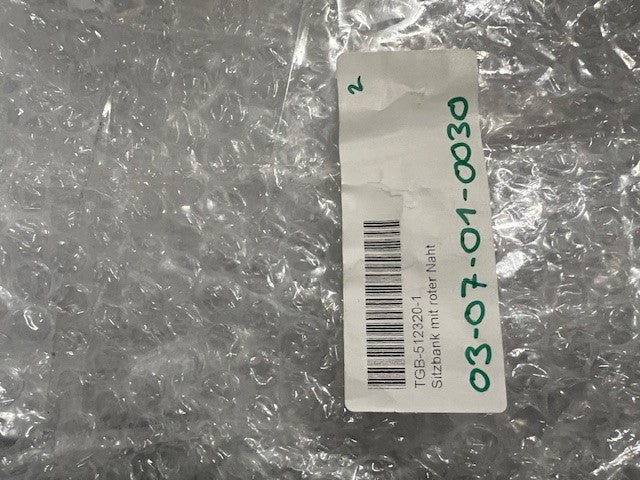 2
TGB-512320-1
Sitzbank mit roter Naht
03-07-01-0030